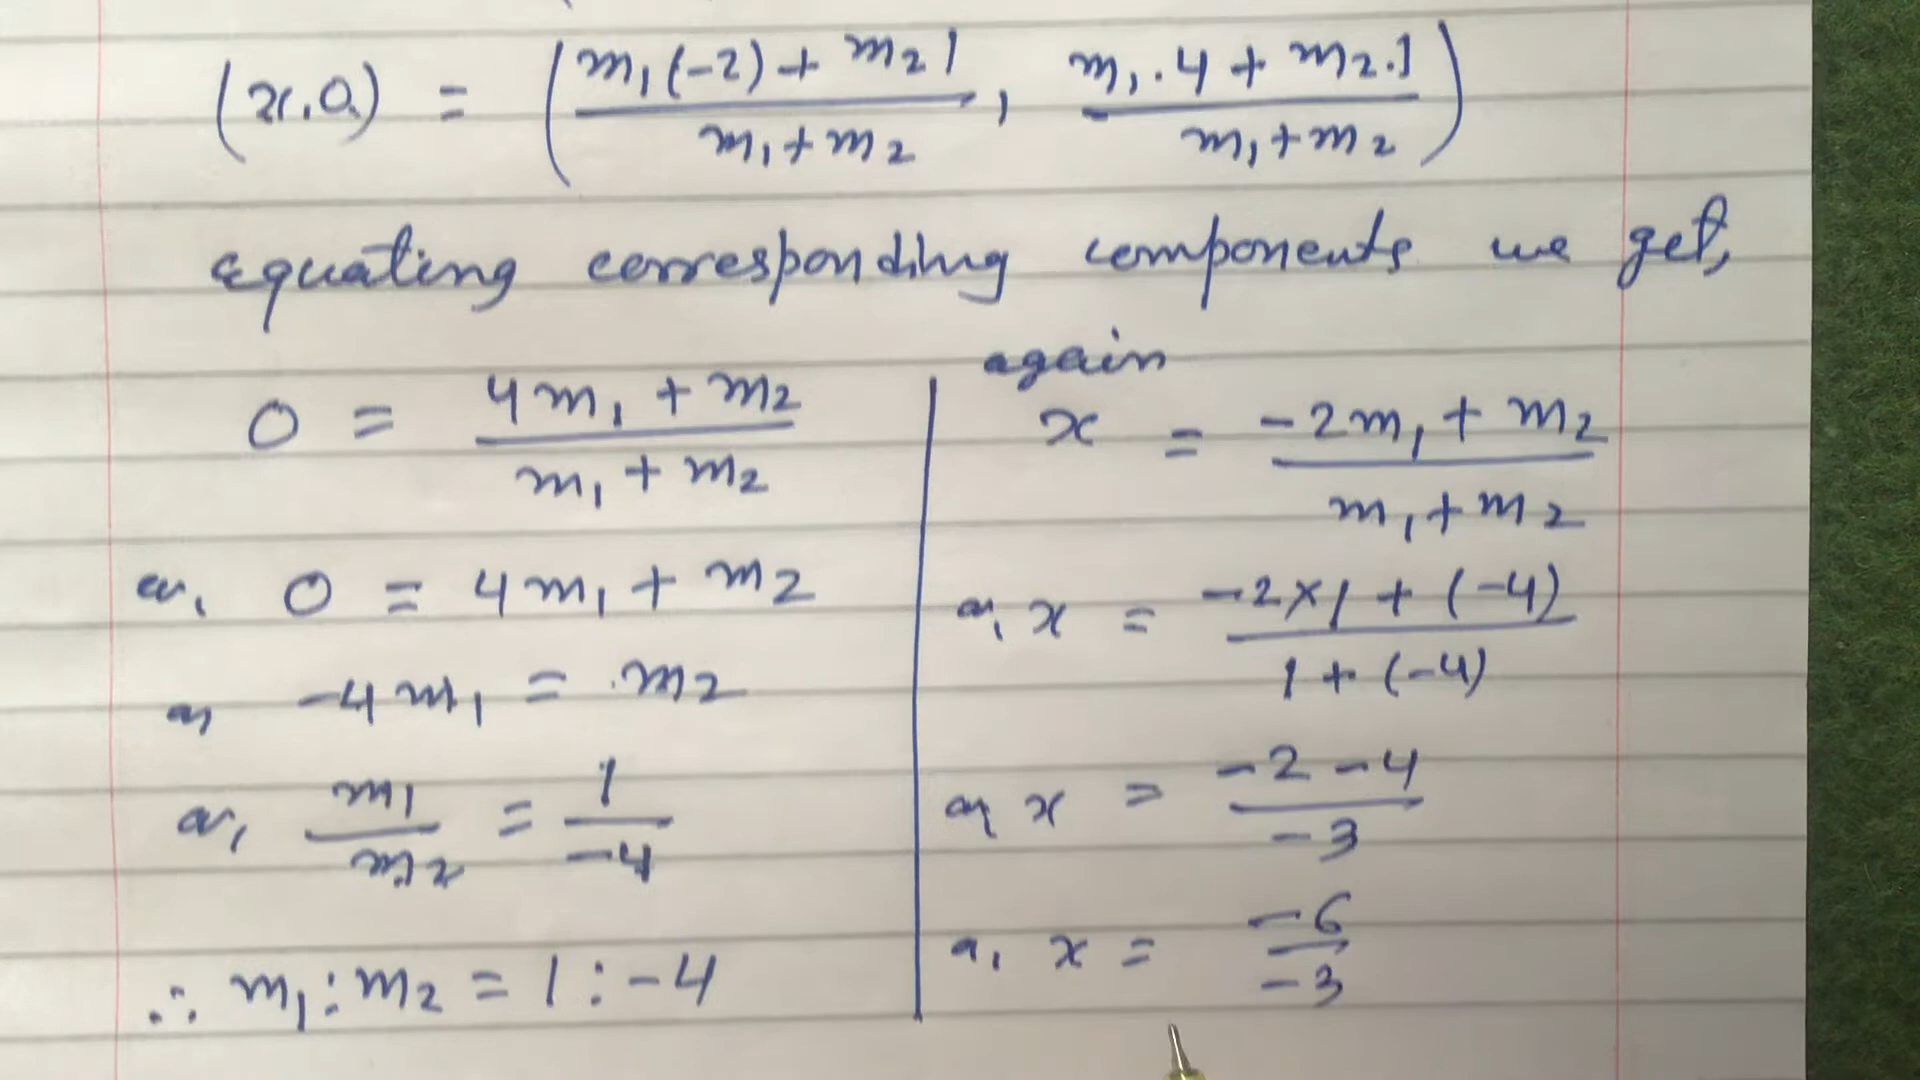 (x, 0) = ( m₁(-2) + m₂1 / m₁+m₂ , m₁.4 + m₂.1 / m₁+m₂ )
equating corresponding components we get,
0 = 4m₁ + m₂ / m₁ + m₂
or, 0 = 4m₁ + m₂
or -4m₁ = m₂
or, m₁ / m₂ = 1 / -4
∴ m₁ : m₂ = 1 : -4
again
x = -2m₁ + m₂ / m₁ + m₂
or, x = -2×1 + (-4) / 1 + (-4)
or x = -2 -4 / -3
or, x = -6 / -3